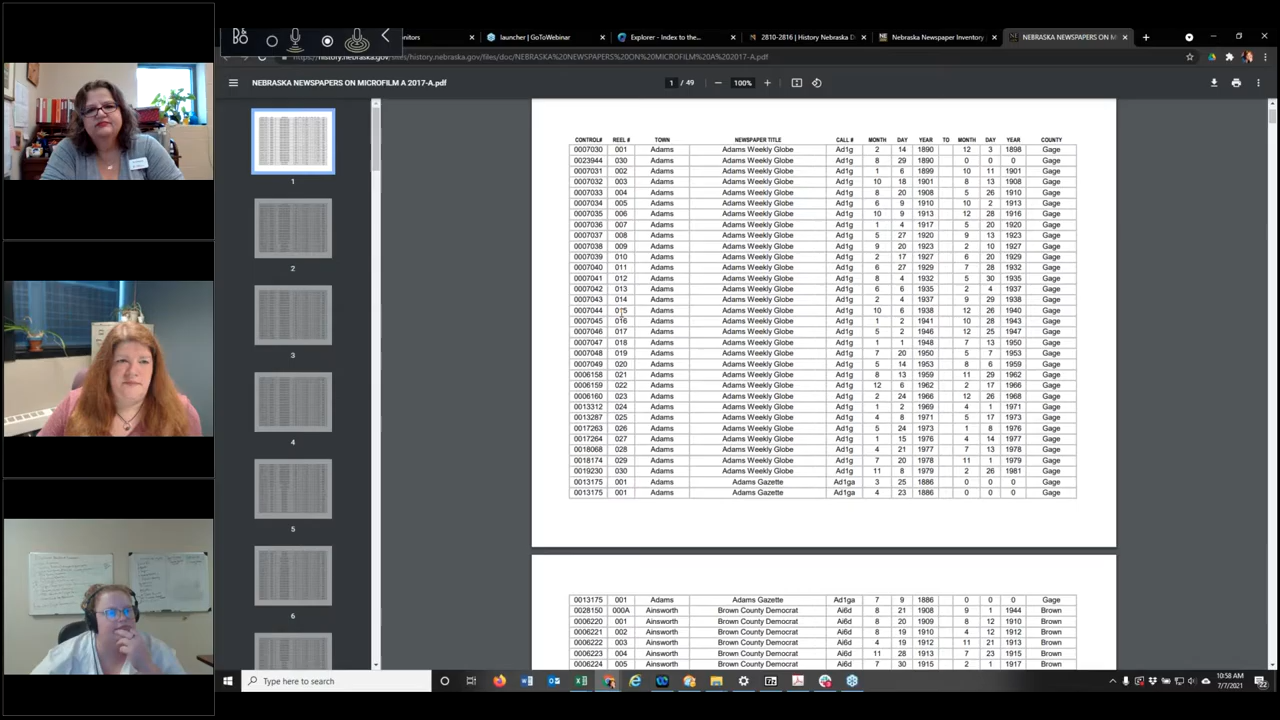 onitors
launcher | GoToWebinar
Explorer - Index to the...
2810-2816 | History Nebraska D
Nebraska Newspaper Inventory
NEBRASKA NEWSPAPERS ON M
https://history.nebraska.gov/sites/history.nebraska.gov/files/doc/NEBRASKA%20NEWSPAPERS%20ON%20MICROFILM%20A%202017-A.pdf
NEBRASKA NEWSPAPERS ON MICROFILM A 2017-A.pdf
1 / 49
100%
CONTROL# REEL # TOWN NEWSPAPER TITLE CALL # MONTH DAY YEAR TO MONTH DAY YEAR COUNTY
0007030 001 Adams Adams Weekly Globe Ad1g 2 14 1890 12 3 1898 Gage
0023944 030 Adams Adams Weekly Globe Ad1g 8 29 1890 0 0 0 Gage
0007031 002 Adams Adams Weekly Globe Ad1g 1 6 1899 10 11 1901 Gage
0007032 003 Adams Adams Weekly Globe Ad1g 10 18 1901 8 13 1908 Gage
0007033 004 Adams Adams Weekly Globe Ad1g 8 20 1908 5 26 1910 Gage
0007034 005 Adams Adams Weekly Globe Ad1g 6 9 1910 10 2 1913 Gage
0007035 006 Adams Adams Weekly Globe Ad1g 10 9 1913 12 28 1916 Gage
0007036 007 Adams Adams Weekly Globe Ad1g 1 4 1917 5 20 1920 Gage
0007037 008 Adams Adams Weekly Globe Ad1g 5 27 1920 9 13 1923 Gage
0007038 009 Adams Adams Weekly Globe Ad1g 9 20 1923 2 10 1927 Gage
0007039 010 Adams Adams Weekly Globe Ad1g 2 17 1927 6 20 1929 Gage
0007040 011 Adams Adams Weekly Globe Ad1g 6 27 1929 7 28 1932 Gage
0007041 012 Adams Adams Weekly Globe Ad1g 8 4 1932 5 30 1935 Gage
0007042 013 Adams Adams Weekly Globe Ad1g 6 6 1935 2 4 1937 Gage
0007043 014 Adams Adams Weekly Globe Ad1g 2 4 1937 9 29 1938 Gage
0007044 015 Adams Adams Weekly Globe Ad1g 10 6 1938 12 26 1940 Gage
0007045 016 Adams Adams Weekly Globe Ad1g 1 2 1941 10 28 1943 Gage
0007046 017 Adams Adams Weekly Globe Ad1g 5 2 1946 12 25 1947 Gage
0007047 018 Adams Adams Weekly Globe Ad1g 1 1 1948 7 13 1950 Gage
0007048 019 Adams Adams Weekly Globe Ad1g 7 20 1950 5 7 1953 Gage
0007049 020 Adams Adams Weekly Globe Ad1g 5 14 1953 8 6 1959 Gage
0006158 021 Adams Adams Weekly Globe Ad1g 8 13 1959 11 29 1962 Gage
0006159 022 Adams Adams Weekly Globe Ad1g 12 6 1962 2 17 1966 Gage
0006160 023 Adams Adams Weekly Globe Ad1g 2 24 1966 12 26 1968 Gage
0013312 024 Adams Adams Weekly Globe Ad1g 1 2 1969 4 1 1971 Gage
0013287 025 Adams Adams Weekly Globe Ad1g 4 8 1971 5 17 1973 Gage
0017263 026 Adams Adams Weekly Globe Ad1g 5 24 1973 1 8 1976 Gage
0017264 027 Adams Adams Weekly Globe Ad1g 1 15 1976 4 14 1977 Gage
0018068 028 Adams Adams Weekly Globe Ad1g 4 21 1977 7 13 1978 Gage
0018174 029 Adams Adams Weekly Globe Ad1g 7 20 1978 11 1 1979 Gage
0019230 030 Adams Adams Weekly Globe Ad1g 11 8 1979 2 26 1981 Gage
0013175 001 Adams Adams Gazette Ad1ga 3 25 1886 0 0 0 Gage
0013175 001 Adams Adams Gazette Ad1ga 4 23 1886 0 0 0 Gage
0013175 001 Adams Adams Gazette Ad1ga 7 9 1886 0 0 0 Gage
0028150 000A Ainsworth Brown County Democrat Ai6d 8 21 1908 9 1 1944 Brown
0006220 001 Ainsworth Brown County Democrat Ai6d 8 20 1909 8 12 1910 Brown
0006221 002 Ainsworth Brown County Democrat Ai6d 8 19 1910 4 12 1912 Brown
0006222 003 Ainsworth Brown County Democrat Ai6d 4 19 1912 11 21 1913 Brown
0006223 004 Ainsworth Brown County Democrat Ai6d 11 28 1913 7 23 1915 Brown
0006224 005 Ainsworth Brown County Democrat Ai6d 7 30 1915 2 1 1917 Brown
1
2
3
4
5
6
Type here to search
10:58 AM
7/7/2021
22